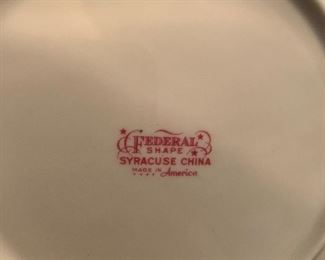 FEDERAL
SHAPE
SYRACUSE CHINA
MADE IN America